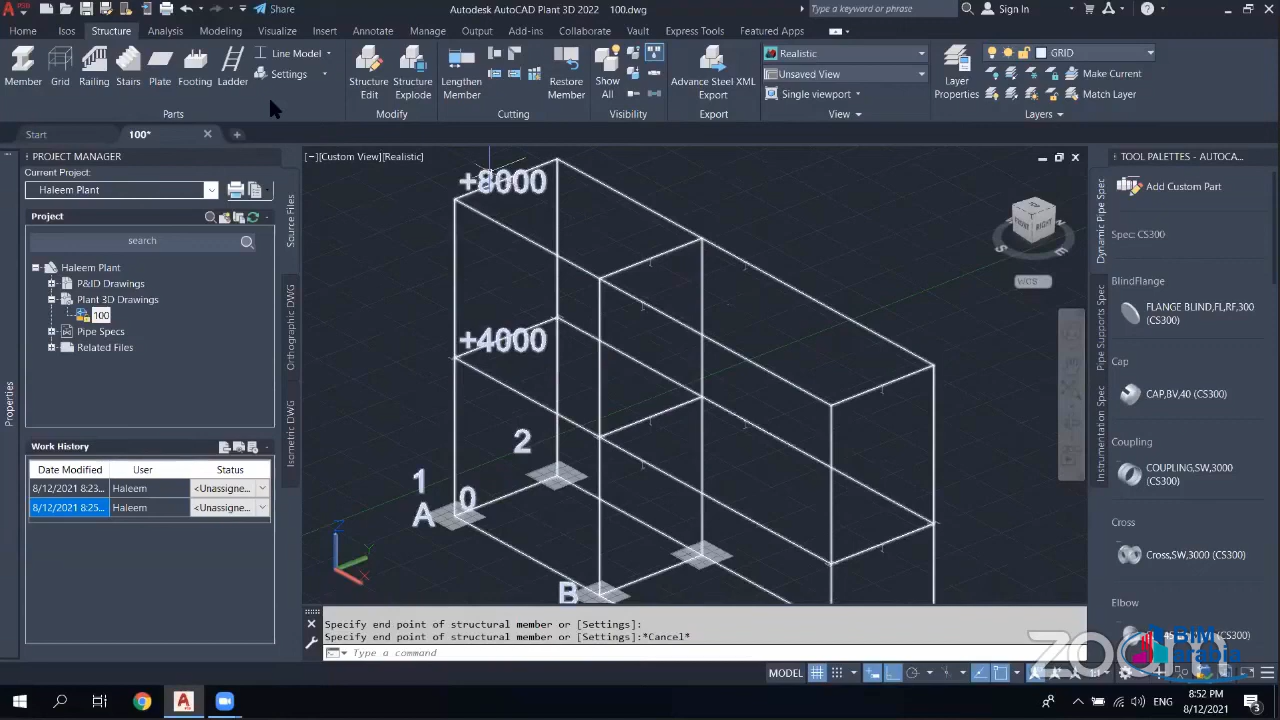 Share
Autodesk AutoCAD Plant 3D 2022 100.dwg
Type a keyword or phrase
Sign In
Home Isos Structure Analysis Modeling Visualize Insert Annotate Manage Output Add-ins Collaborate Vault Express Tools Featured Apps
Member Grid Railing Stairs Plate Footing Ladder
Line Model
Settings
Parts
Structure Edit
Structure Explode
Modify
Lengthen Member
Restore Member
Cutting
Show All
Visibility
Advance Steel XML Export
Export
Realistic
Unsaved View
Single viewport
View
Layer Properties
GRID
Make Current
Match Layer
Layers
Start
100*
PROJECT MANAGER
Current Project:
Haleem Plant
Project
search
Haleem Plant
P&ID Drawings
Plant 3D Drawings
100
Pipe Specs
Related Files
Source Files
Orthographic DWG
Isometric DWG
Properties
Work History
Date Modified User Status
8/12/2021 8:23... Haleem <Unassigne...
8/12/2021 8:25... Haleem <Unassigne...
[−][Custom View][Realistic]
+8000
+4000
2
1
0
A
B
Z
Y
X
TOP
FRONT
RIGHT
WCS
Specify end point of structural member or [Settings]:
Specify end point of structural member or [Settings]:*Cancel*
Type a command
TOOL PALETTES - AUTOCA...
Dynamic Pipe Spec
Pipe Supports Spec
Instrumentation Spec
Add Custom Part
Spec: CS300
BlindFlange
FLANGE BLIND,FL,RF,300 (CS300)
Cap
CAP,BV,40 (CS300)
Coupling
COUPLING,SW,3000 (CS300)
Cross
Cross,SW,3000 (CS300)
Elbow
zoom
BIM
arabia
MODEL
ENG
8:52 PM
8/12/2021
3